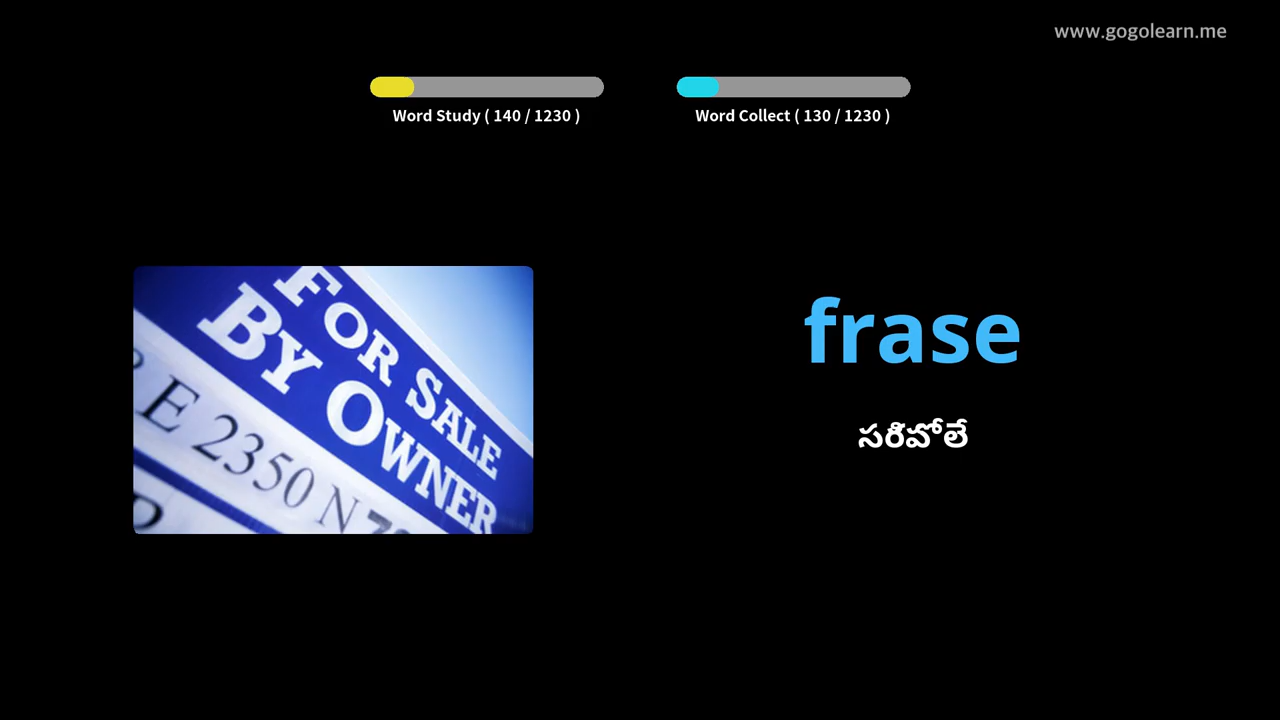 www.gogolearn.me
Word Study ( 140 / 1230 )
Word Collect ( 130 / 1230 )
FOR SALE
BY OWNER
E 2350 N
frase
సరివోలే